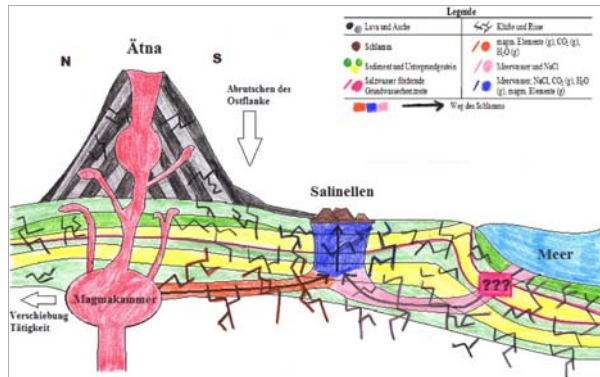 N
Ätna
S
Abrutschen der
Ostflanke
Salinellen
Meer
???
Magmakammer
Verschiebung
Tätigkeit
Legende
Lava und Asche
Klüfte und Risse
Schlamm
magm. Elemente (g), CO₂ (g),
H₂O (g)
Sediment und Untergrundgestein
Meerwasser und NaCl
Salzwasser fördernde
Grundwasserhorizonte
Meerwasser, NaCl, CO₂ (g), H₂O
(g), magm. Elemente (g)
Weg des Schlamms